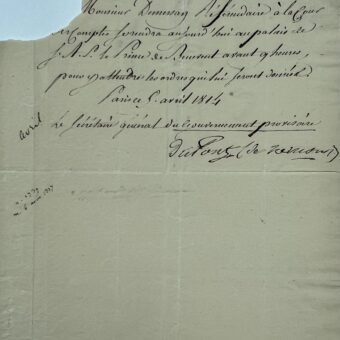 Monsieur Demersay Référendaire à la Cour
des Comptes se rendra aujourd'hui au palais de
S. A. S. le Prince de Benevent avant 9 heures,
pour y attendre les ordres qui lui seront donnés.
Paris ce 5. avril 1814
Le Secrétaire général du Gouvernement provisoire
DuPont (de Nemours)
avril